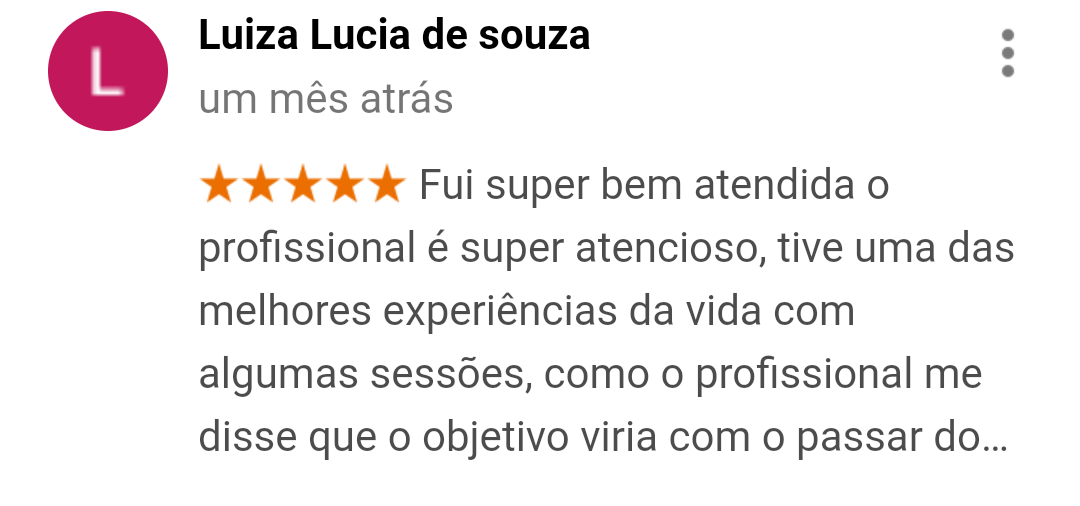 L
Luiza Lucia de souza
um mês atrás
★★★★★ Fui super bem atendida o
profissional é super atencioso, tive uma das
melhores experiências da vida com
algumas sessões, como o profissional me
disse que o objetivo viria com o passar do...